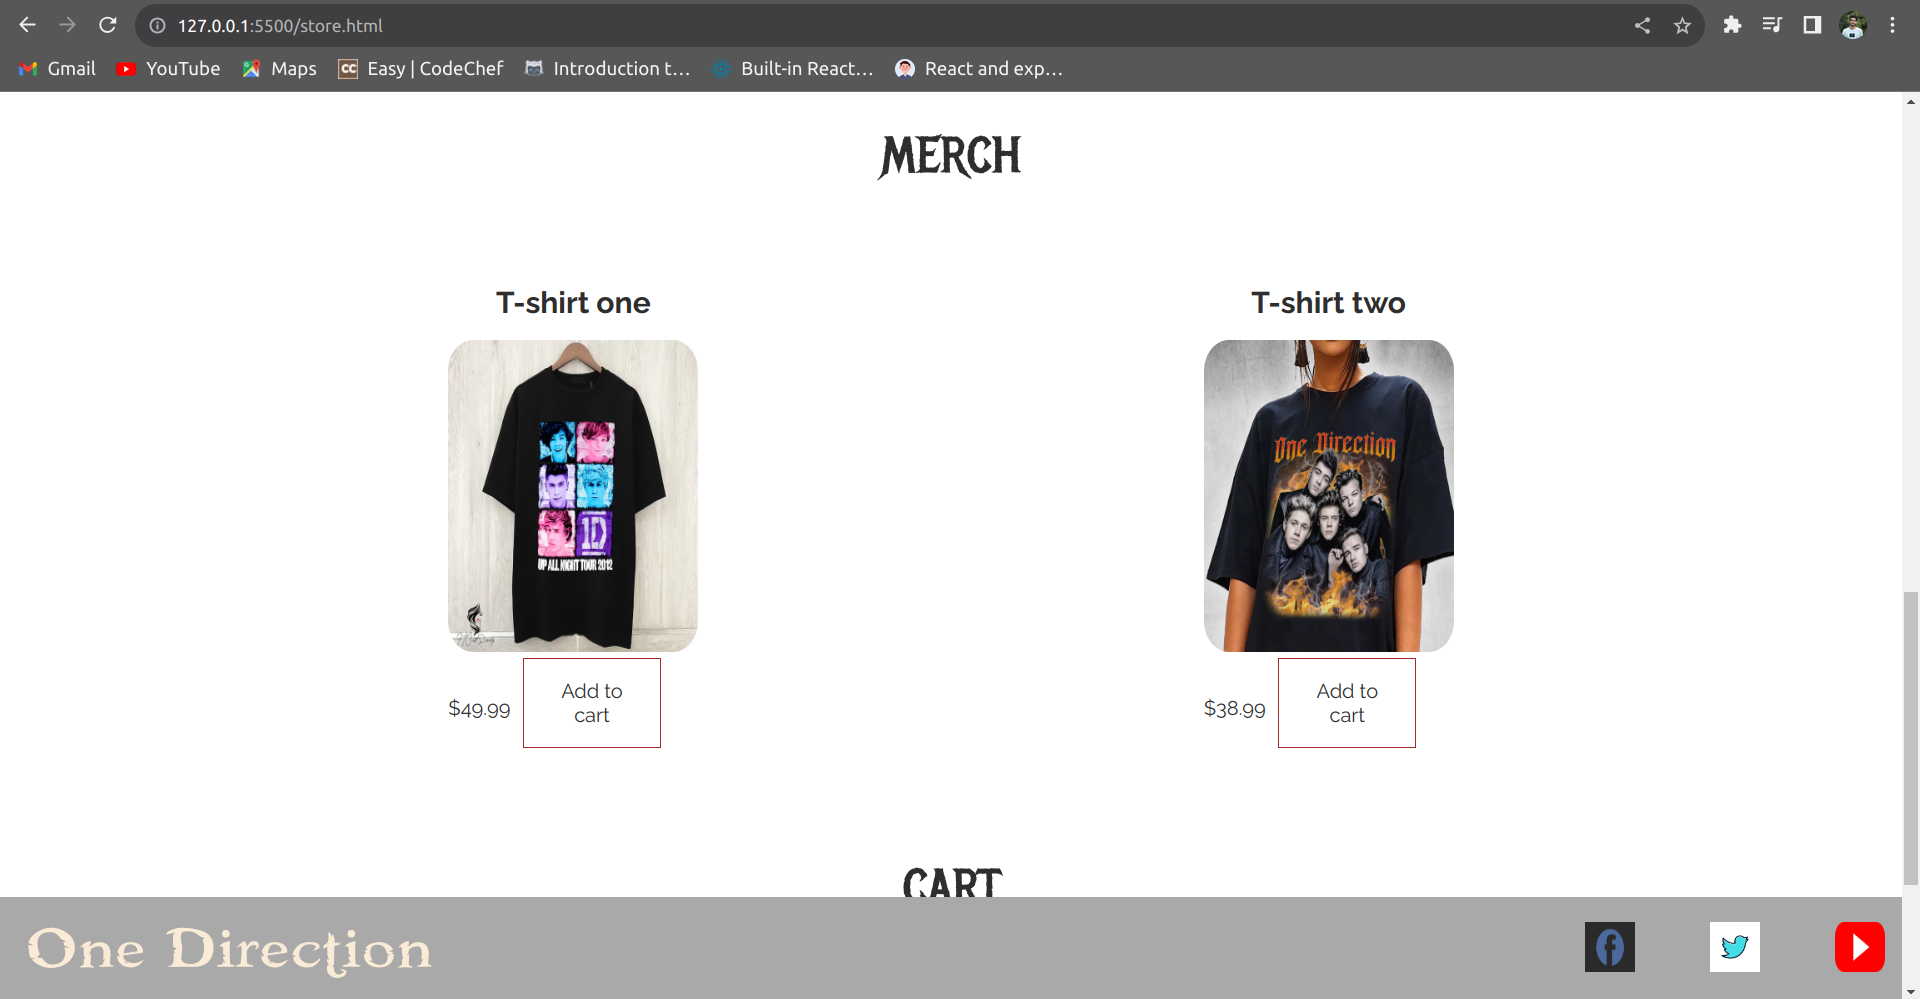 127.0.0.1:5500/store.html
Gmail
YouTube
Maps
CC
Easy | CodeChef
Introduction t...
Built-in React...
React and exp...
MERCH
T-shirt one
T-shirt two
1D
UP ALL NIGHT TOUR 2012
One Direction
$49.99
Add to
cart
$38.99
Add to
cart
CART
One Direction